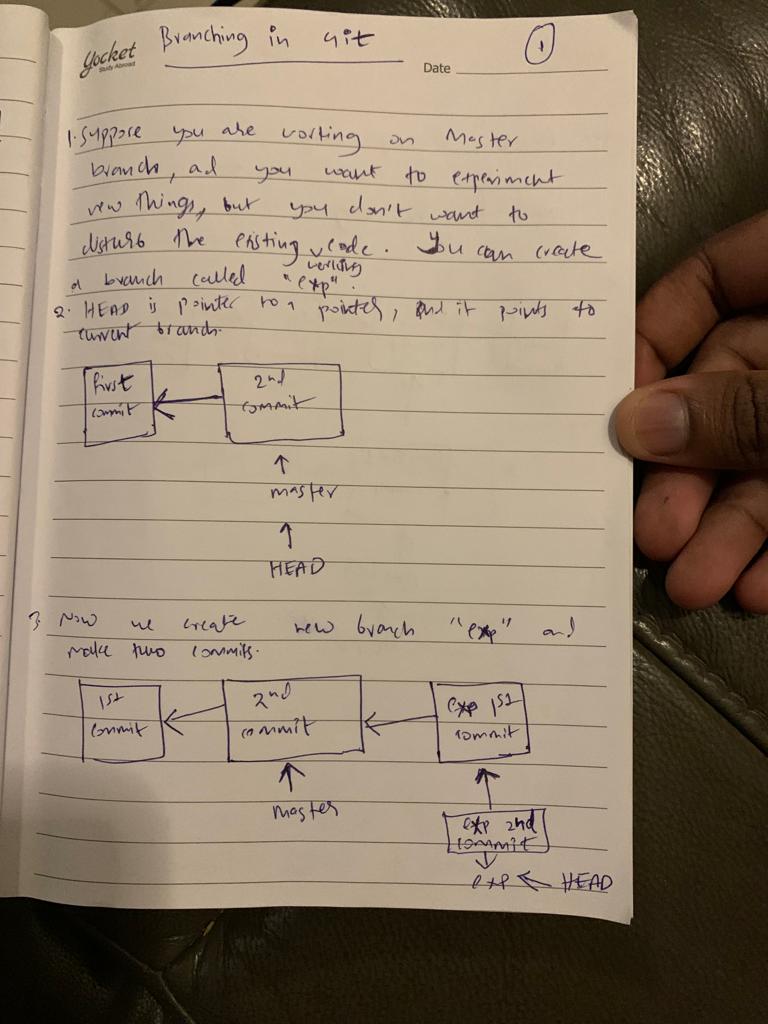 Branching in Git
1
Yocket
Study Abroad
Date
1. Suppose you are working on Master
branch, ad you want to experiment
new things, but you don't want to
disturb the existing working code. You can create
a branch called "exp".
2. HEAD is pointer to a pointer, and it points to
current branch.
first
commit
2nd
commit
master
HEAD
3. Now we create new branch "exp" and
make two commits.
1st
commit
2nd
commit
exp 1st
commit
master
exp 2nd
commit
exp HEAD